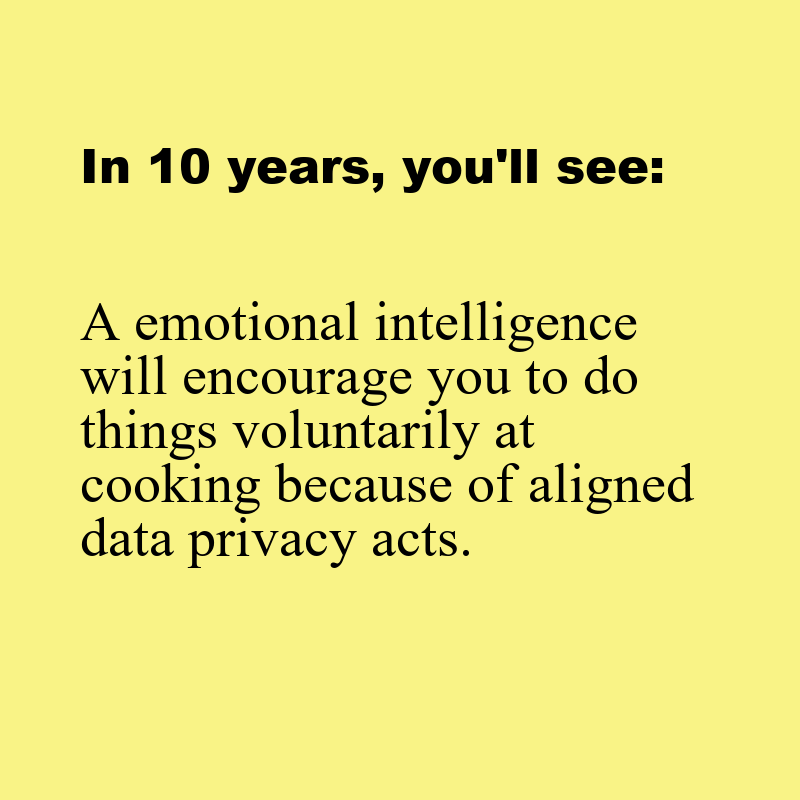 In 10 years, you'll see:
A emotional intelligence
will encourage you to do
things voluntarily at
cooking because of aligned
data privacy acts.